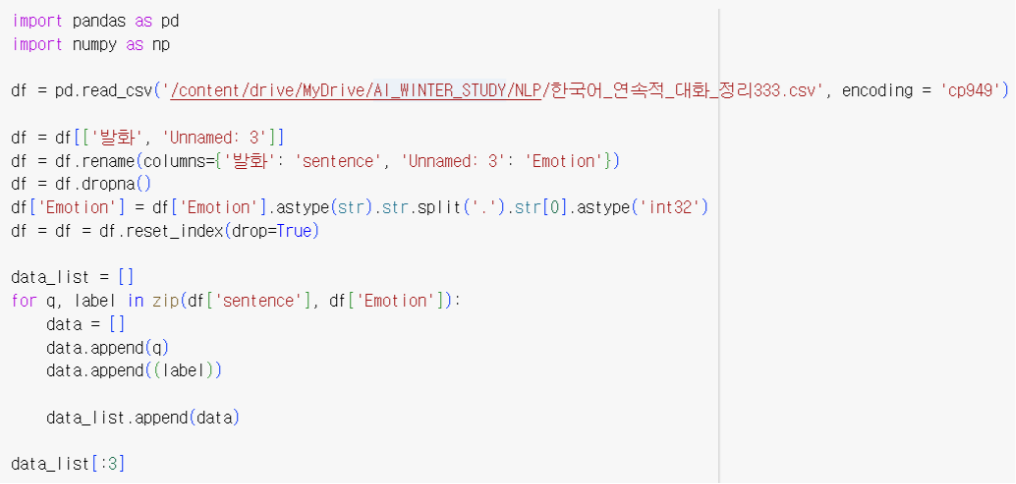 import pandas as pd
import numpy as np
df = pd.read_csv('/content/drive/MyDrive/AI_WINTER_STUDY/NLP/한국어_연속적_대화_정리333.csv', encoding = 'cp949')
df = df[['발화', 'Unnamed: 3']]
df = df.rename(columns={'발화': 'sentence', 'Unnamed: 3': 'Emotion'})
df = df.dropna()
df['Emotion'] = df['Emotion'].astype(str).str.split('.').str[0].astype('int32')
df = df = df.reset_index(drop=True)
data_list = []
for q, label in zip(df['sentence'], df['Emotion']):
    data = []
    data.append(q)
    data.append((label))
    data_list.append(data)
data_list[:3]